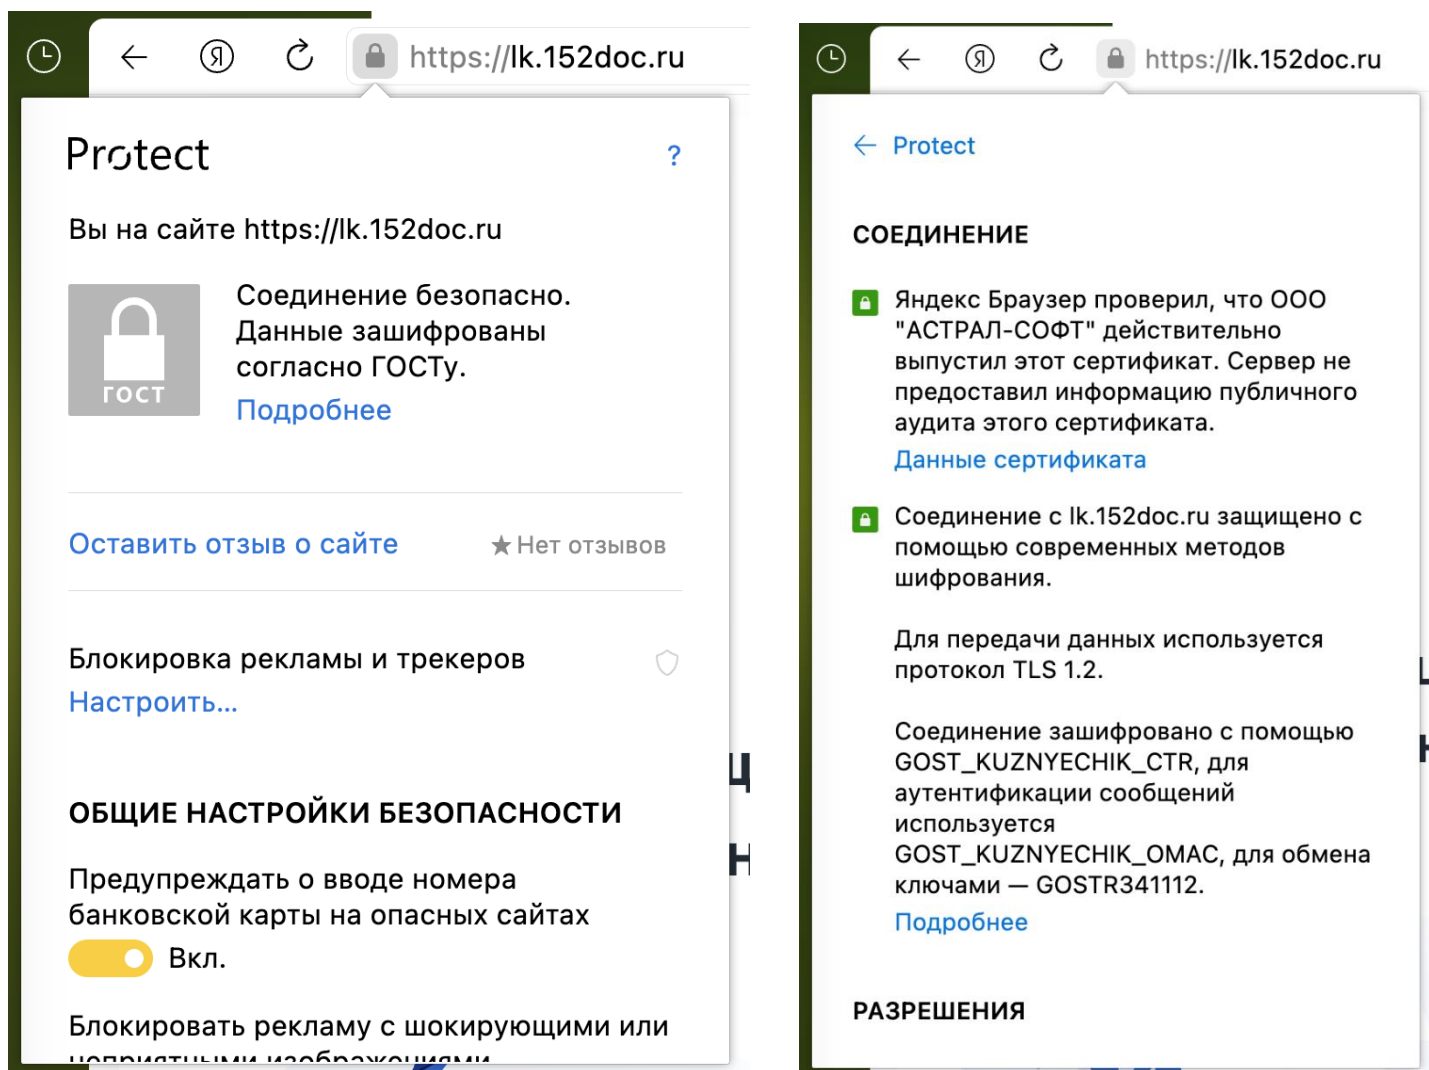 https://lk.152doc.ru
Protect
?
Вы на сайте https://lk.152doc.ru
ГОСТ
Соединение безопасно.
Данные зашифрованы
согласно ГОСТу.
Подробнее
Оставить отзыв о сайте
Нет отзывов
Блокировка рекламы и трекеров
Настроить...
ОБЩИЕ НАСТРОЙКИ БЕЗОПАСНОСТИ
Предупреждать о вводе номера
банковской карты на опасных сайтах
Вкл.
Блокировать рекламу с шокирующими или
неприятными изображениями
Я
https://lk.152doc.ru
Protect
СОЕДИНЕНИЕ
Яндекс Браузер проверил, что ООО
"АСТРАЛ-СОФТ" действительно
выпустил этот сертификат. Сервер не
предоставил информацию публичного
аудита этого сертификата.
Данные сертификата
Соединение с lk.152doc.ru защищено с
помощью современных методов
шифрования.
Для передачи данных используется
протокол TLS 1.2.
Соединение зашифровано с помощью
GOST_KUZNYECHIK_CTR, для
аутентификации сообщений
используется
GOST_KUZNYECHIK_OMAC, для обмена
ключами — GOSTR341112.
Подробнее
РАЗРЕШЕНИЯ